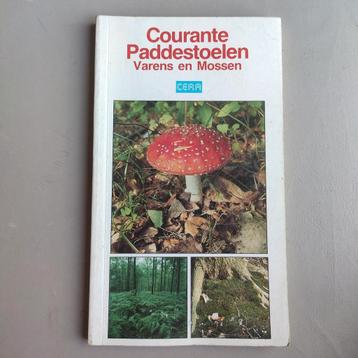 Courante
Paddestoelen
Varens en Mossen
CERA